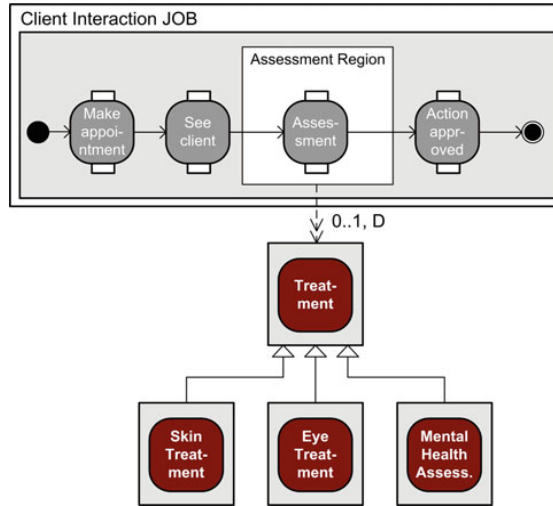 Client Interaction JOB
Assessment Region
Make
appoi-
ntment
See
client
Asses-
sment
Action
appr-
oved
0..1, D
Treat-
ment
Skin
Treat-
ment
Eye
Treat-
ment
Mental
Health
Assess.